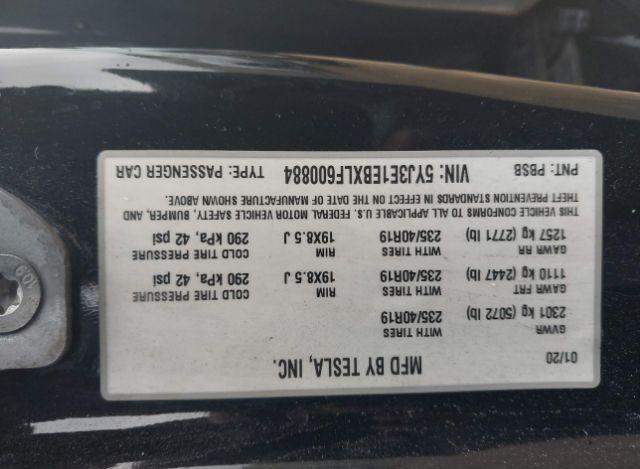 MFD BY TESLA, INC.
01/20
GVWR
2301 kg (5072 lb)
WITH TIRES
235/40R19
GAWR FRT
1110 kg (2447 lb)
WITH TIRES
235/40R19
RIM
19X8.5 J
COLD TIRE PRESSURE
290 kPa, 42 psi
GAWR RR
1257 kg (2771 lb)
WITH TIRES
235/40R19
RIM
19X8.5 J
COLD TIRE PRESSURE
290 kPa, 42 psi
THIS VEHICLE CONFORMS TO ALL APPLICABLE U.S. FEDERAL MOTOR VEHICLE SAFETY, BUMPER, AND
THEFT PREVENTION STANDARDS IN EFFECT ON THE DATE OF MANUFACTURE SHOWN ABOVE.
PNT: PBSB VIN: 5YJ3E1EBXLF600884 TYPE: PASSENGER CAR